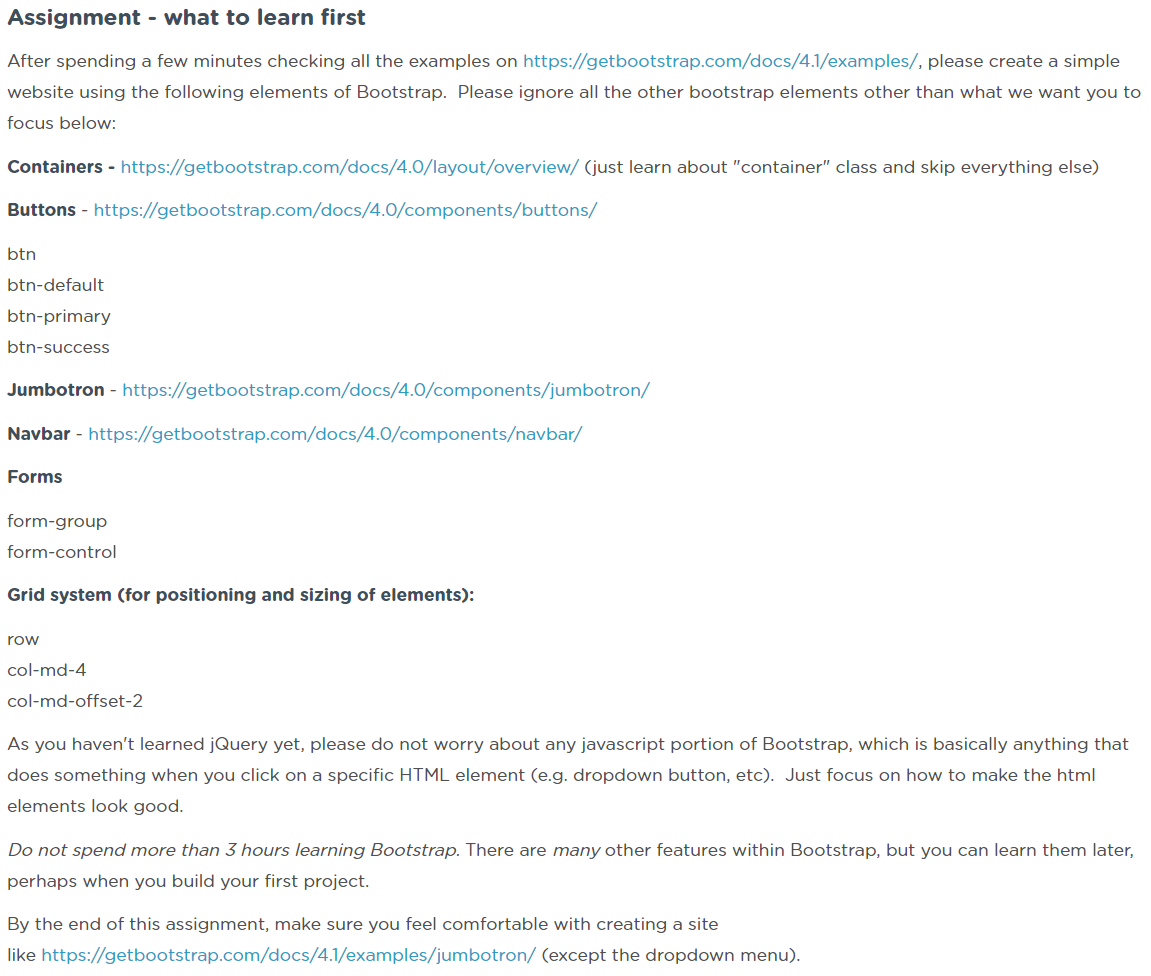 Assignment - what to learn first
After spending a few minutes checking all the examples on https://getbootstrap.com/docs/4.1/examples/, please create a simple
website using the following elements of Bootstrap.  Please ignore all the other bootstrap elements other than what we want you to
focus below:
Containers - https://getbootstrap.com/docs/4.0/layout/overview/ (just learn about "container" class and skip everything else)
Buttons - https://getbootstrap.com/docs/4.0/components/buttons/
btn
btn-default
btn-primary
btn-success
Jumbotron - https://getbootstrap.com/docs/4.0/components/jumbotron/
Navbar - https://getbootstrap.com/docs/4.0/components/navbar/
Forms
form-group
form-control
Grid system (for positioning and sizing of elements):
row
col-md-4
col-md-offset-2
As you haven't learned jQuery yet, please do not worry about any javascript portion of Bootstrap, which is basically anything that
does something when you click on a specific HTML element (e.g. dropdown button, etc).  Just focus on how to make the html
elements look good.
Do not spend more than 3 hours learning Bootstrap. There are many other features within Bootstrap, but you can learn them later,
perhaps when you build your first project.
By the end of this assignment, make sure you feel comfortable with creating a site
like https://getbootstrap.com/docs/4.1/examples/jumbotron/ (except the dropdown menu).